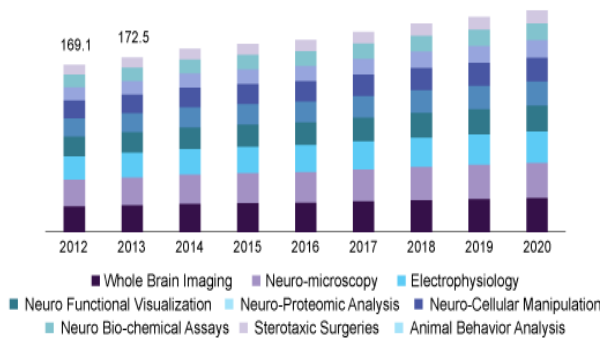 169.1
172.5
2012 2013 2014 2015 2016 2017 2018 2019 2020
Whole Brain Imaging Neuro-microscopy Electrophysiology
Neuro Functional Visualization Neuro-Proteomic Analysis Neuro-Cellular Manipulation
Neuro Bio-chemical Assays Sterotaxic Surgeries Animal Behavior Analysis